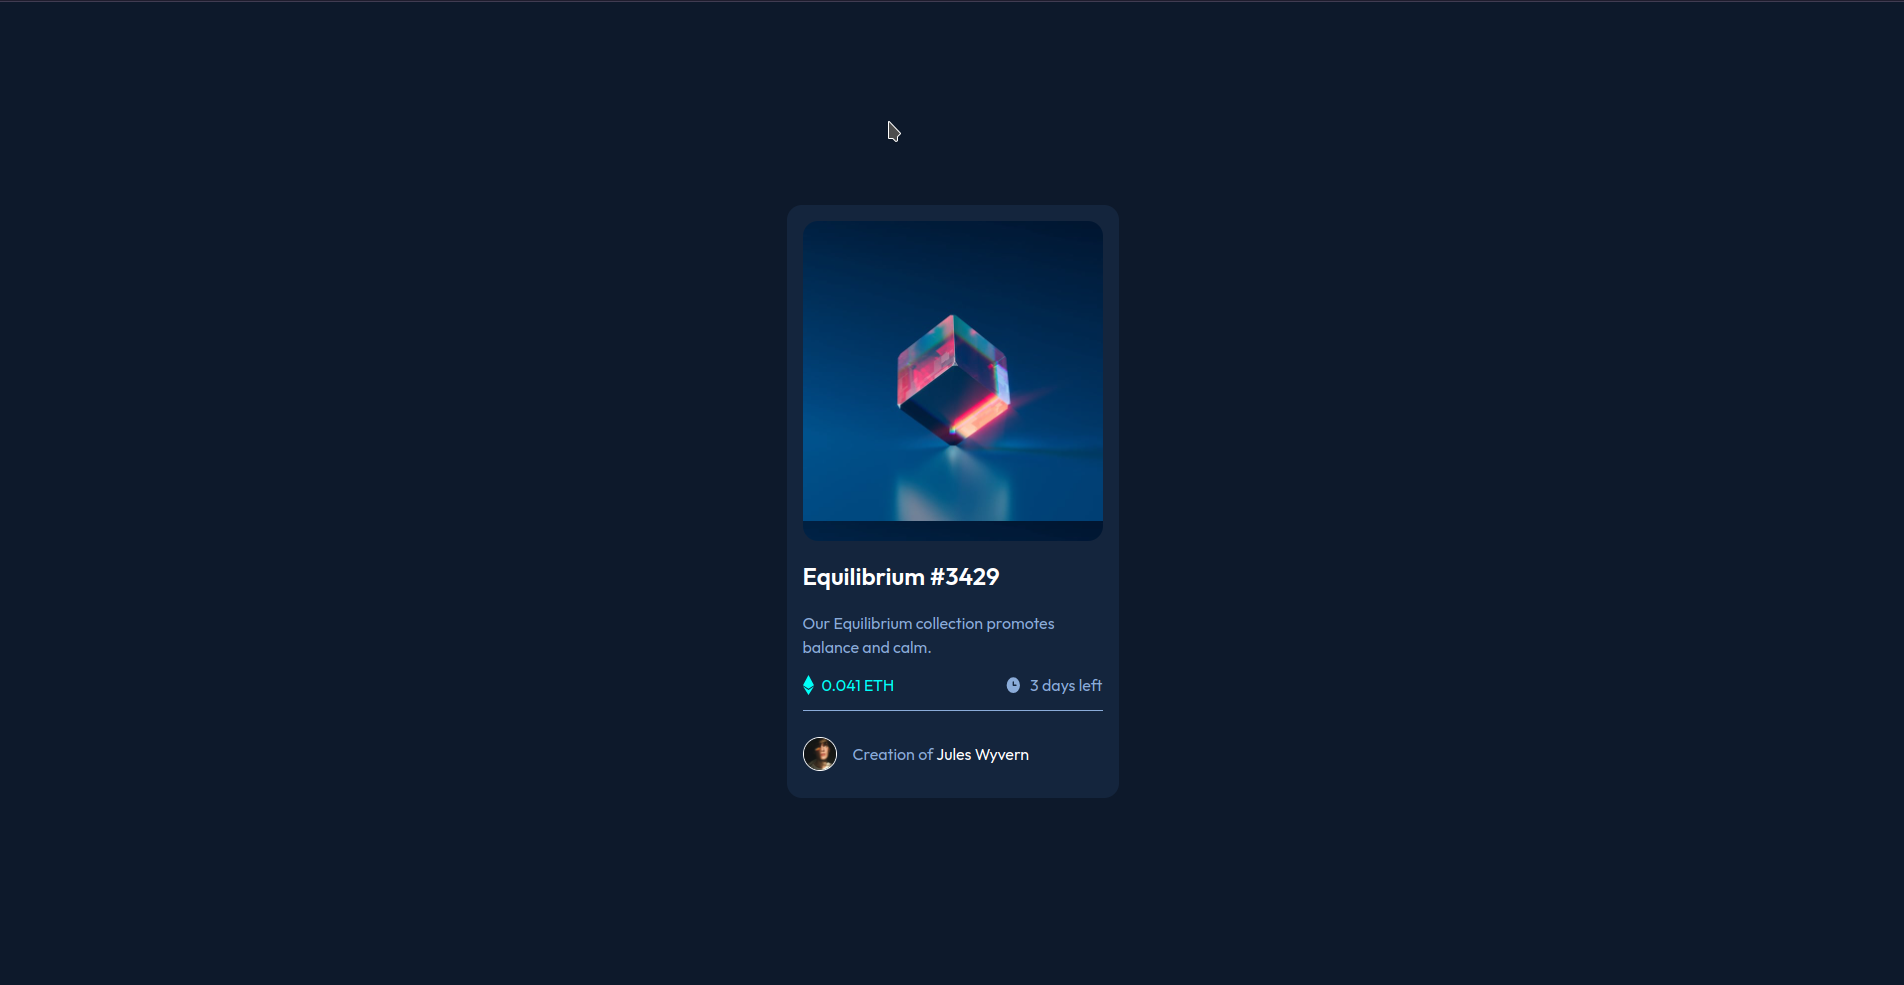 Equilibrium #3429
Our Equilibrium collection promotes
balance and calm.
0.041 ETH
3 days left
Creation of Jules Wyvern